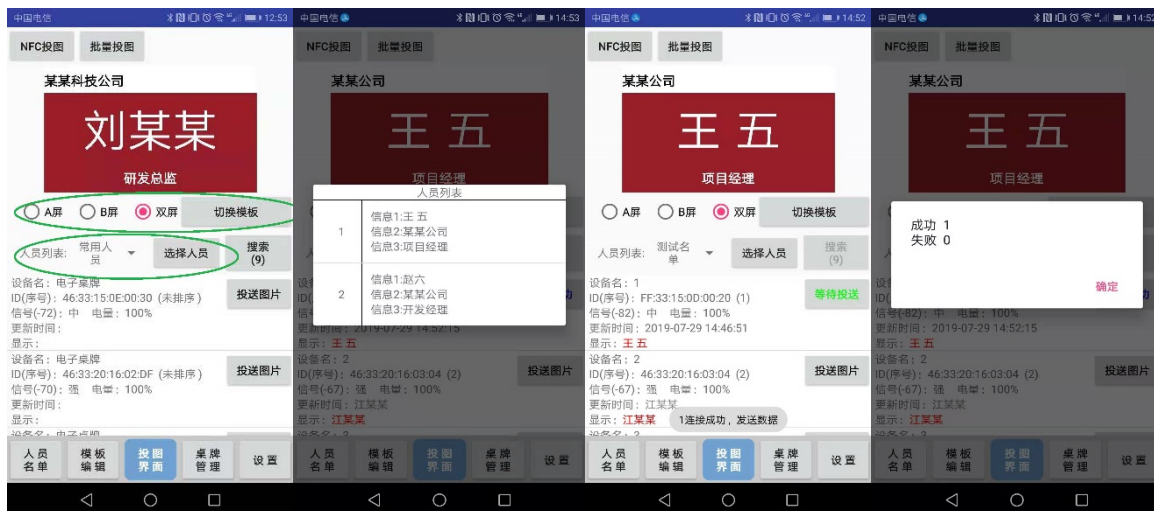 中国电信 12:53
NFC投图 批量投图
某某科技公司
刘某某
研发总监
A屏 B屏 双屏 切换模板
人员列表: 常用人员 选择人员 搜索(9)
设备名: 电子桌牌
ID(序号): 46:33:15:0E:00:30 (未排序)
信号(-72): 中 电量: 100%
更新时间:
显示:
投送图片
设备名: 电子桌牌
ID(序号): 46:33:20:16:02:DF (未排序)
信号(-70): 强 电量: 100%
更新时间:
显示:
投送图片
设备名: 电子桌牌
人员名单 模板编辑 投图界面 桌牌管理 设置
中国电信 14:53
NFC投图 批量投图
某某公司
王 五
项目经理
人员列表
1
信息1:王 五
信息2:某某公司
信息3:项目经理
2
信息1:赵六
信息2:某某公司
信息3:开发经理
更新时间: 2019-07-29 14:52:15
显示: 王 五
设备名: 2
ID(序号): 46:33:20:16:03:04 (2)
信号(-67): 强 电量: 100%
更新时间: 江某某
显示: 江某某
投送图片
设备名: 3
人员名单 模板编辑 投图界面 桌牌管理 设置
中国电信 14:52
NFC投图 批量投图
某某公司
王 五
项目经理
A屏 B屏 双屏 切换模板
人员列表: 测试名单 选择人员 搜索(9)
设备名: 1
ID(序号): FF:33:15:0D:00:20 (1)
信号(-82): 中 电量: 100%
更新时间: 2019-07-29 14:46:51
显示: 王 五
等待投送
设备名: 2
ID(序号): 46:33:20:16:03:04 (2)
信号(-67): 强 电量: 100%
更新时间: 江某某
显示: 江某某
投送图片
1连接成功，发送数据
人员名单 模板编辑 投图界面 桌牌管理 设置
中国电信 14:52
NFC投图 批量投图
某某公司
王 五
项目经理
成功 1
失败 0
确定
信号(-82): 中 电量: 100%
更新时间: 2019-07-29 14:52:15
显示: 王 五
设备名: 2
ID(序号): 46:33:20:16:03:04 (2)
信号(-67): 强 电量: 100%
更新时间: 江某某
显示: 江某某
投送图片
设备名: 3
人员名单 模板编辑 投图界面 桌牌管理 设置